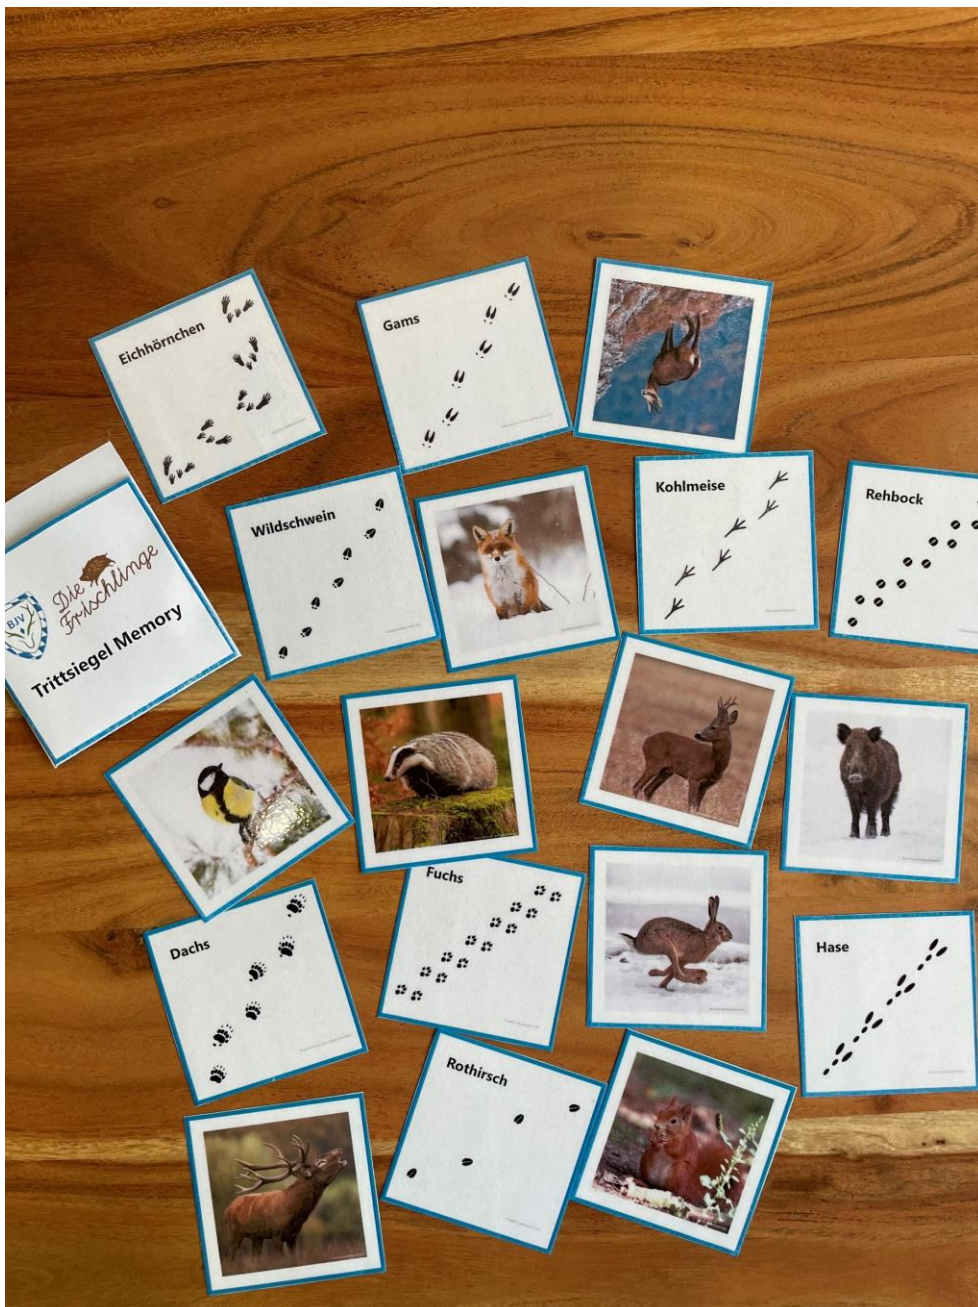 Eichhörnchen
Gams
Wildschwein
Kohlmeise
Rehbock
BJV
Die
Frischlinge
Trittsiegel Memory
Dachs
Fuchs
Hase
Rothirsch